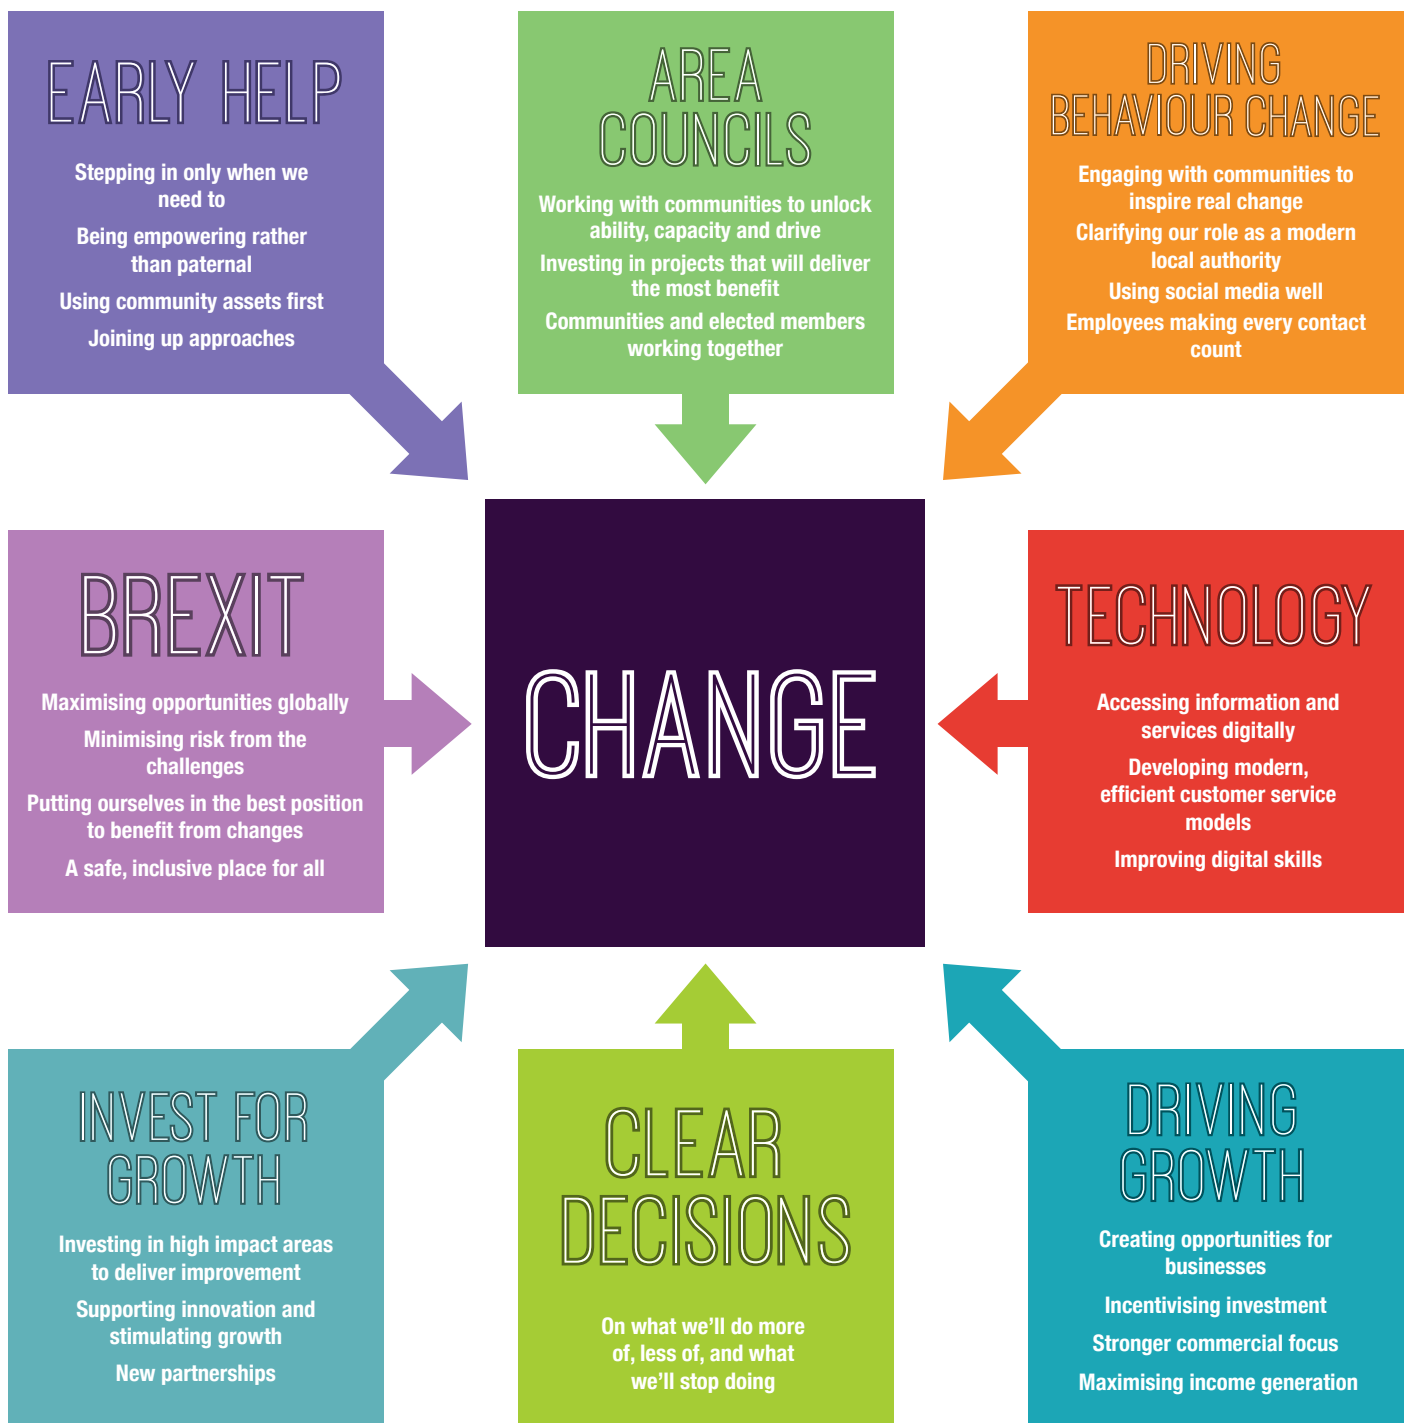 EARLY HELP
Stepping in only when we
need to
Being empowering rather
than paternal
Using community assets first
Joining up approaches
AREA
COUNCILS
Working with communities to unlock
ability, capacity and drive
Investing in projects that will deliver
the most benefit
Communities and elected members
working together
DRIVING
BEHAVIOUR CHANGE
Engaging with communities to
inspire real change
Clarifying our role as a modern
local authority
Using social media well
Employees making every contact
count
BREXIT
Maximising opportunities globally
Minimising risk from the
challenges
Putting ourselves in the best position
to benefit from changes
A safe, inclusive place for all
CHANGE
TECHNOLOGY
Accessing information and
services digitally
Developing modern,
efficient customer service
models
Improving digital skills
INVEST FOR
GROWTH
Investing in high impact areas
to deliver improvement
Supporting innovation and
stimulating growth
New partnerships
CLEAR
DECISIONS
On what we'll do more
of, less of, and what
we'll stop doing
DRIVING
GROWTH
Creating opportunities for
businesses
Incentivising investment
Stronger commercial focus
Maximising income generation